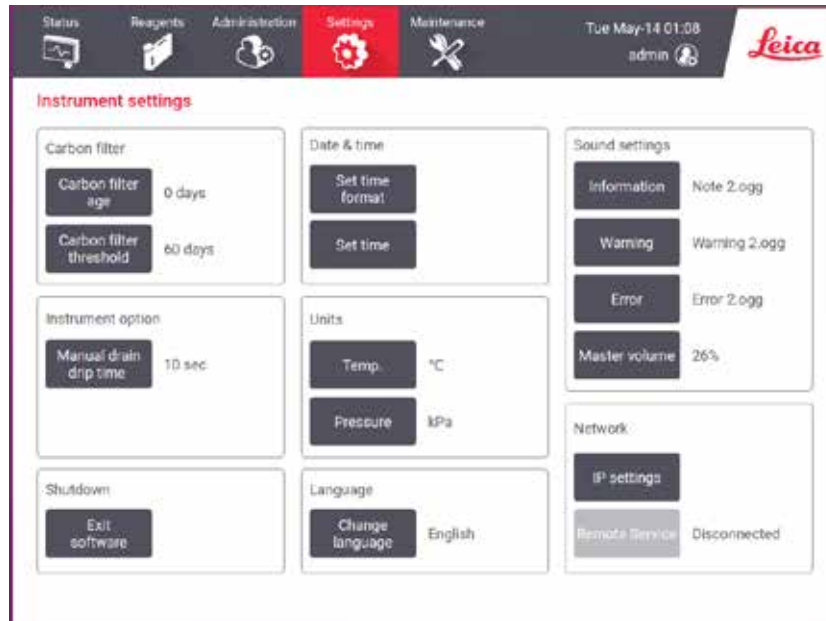 Status Reagents Administration Settings Maintenance
Tue May-14 01:08
admin
Leica
Instrument settings
Carbon filter
Carbon filter
age
0 days
Carbon filter
threshold
60 days
Instrument option
Manual drain
drip time
10 sec
Shutdown
Exit
software
Date & time
Set time
format
Set time
Units
Temp.
°C
Pressure
kPa
Language
Change
language
English
Sound settings
Information
Note 2.ogg
Warning
Warning 2.ogg
Error
Error 2.ogg
Master volume
26%
Network
IP settings
Remote Service
Disconnected